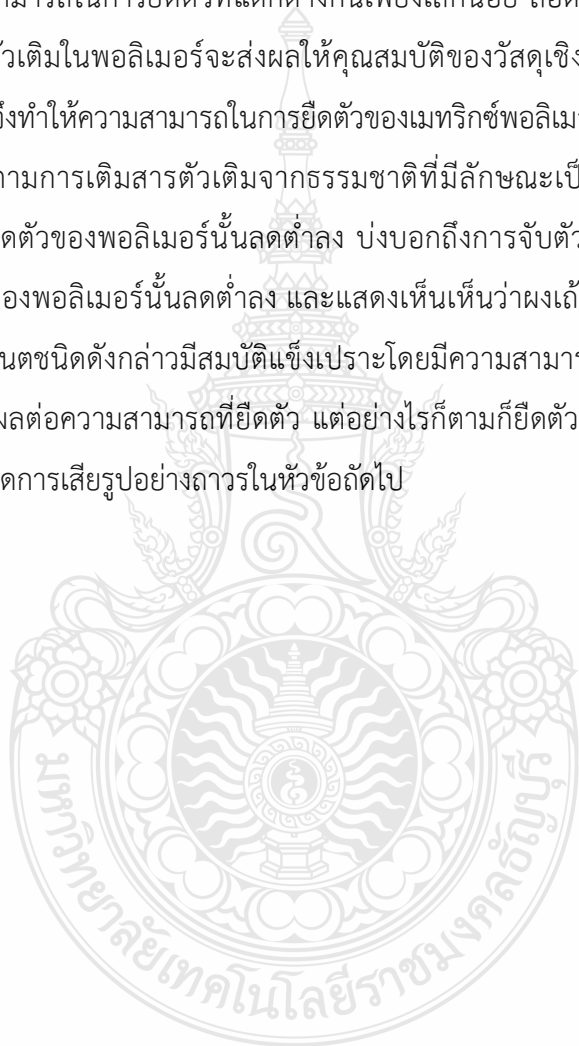 ามารถในการยืดตัวที่แตกต่างกันเพียงเล็กน้อย
ัวเติมในพอลิเมอร์จะส่งผลให้คุณสมบัติของวัสดุเชิง
จึงทำให้ความสามารถในการยืดตัวของเมทริกซ์พอลิเม
ตามการเติมสารตัวเติมจากธรรมชาติที่มีลักษณะเป็
ดตัวของพอลิเมอร์นั้นลดต่ำลง บ่งบอกถึงการจับตัว
องพอลิเมอร์นั้นลดต่ำลง และแสดงเห็นเห็นว่าผงเถ้
นตชนิดดังกล่าวมีสมบัติแข็งเปราะโดยมีความสามาร
ผลต่อความสามารถที่ยืดตัว แต่อย่างไรก็ตามก็ยืดตัว
ดการเสียรูปอย่างถาวรในหัวข้อถัดไป
มหาวิทยาลัยเทคโนโลยีราชมงคลธัญบุรี